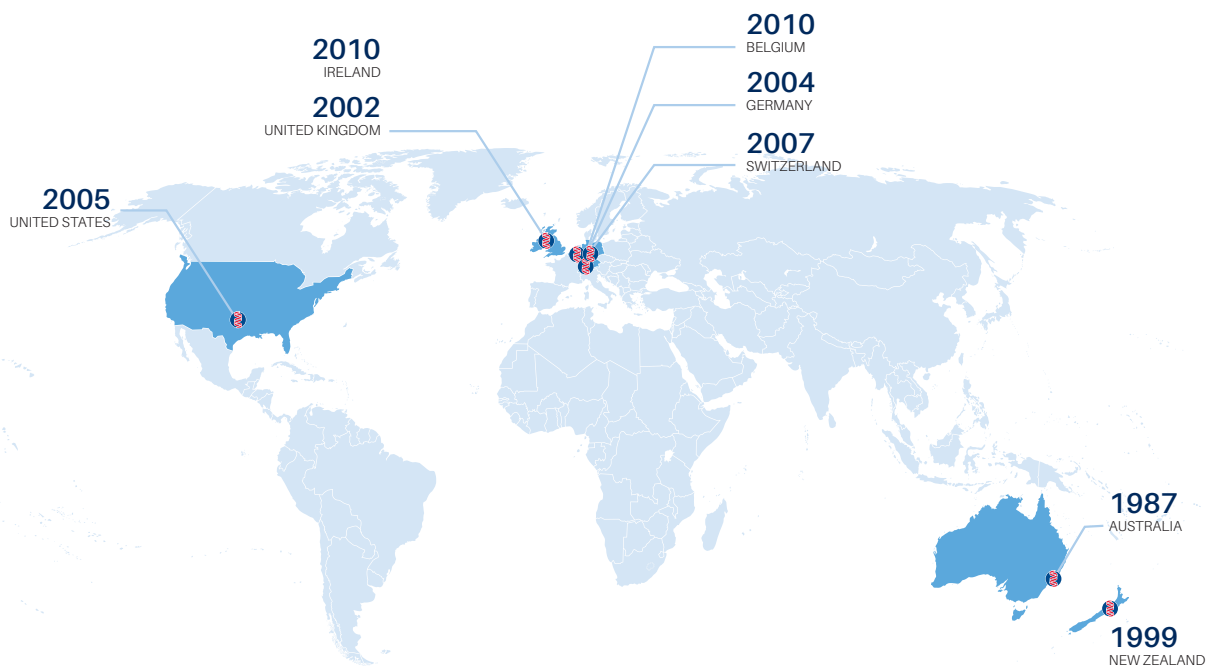 2010
IRELAND
2002
UNITED KINGDOM
2005
UNITED STATES
2010
BELGIUM
2004
GERMANY
2007
SWITZERLAND
1987
AUSTRALIA
1999
NEW ZEALAND